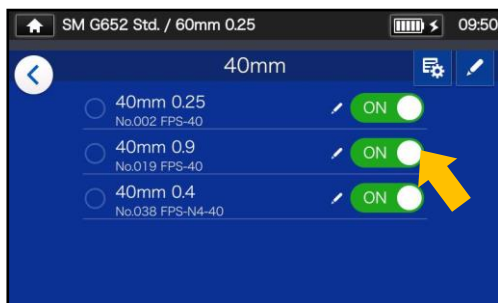 SM G652 Std. / 60mm 0.25
09:50
40mm
40mm 0.25
ON
No.002 FPS-40
40mm 0.9
ON
No.019 FPS-40
40mm 0.4
ON
No.038 FPS-N4-40